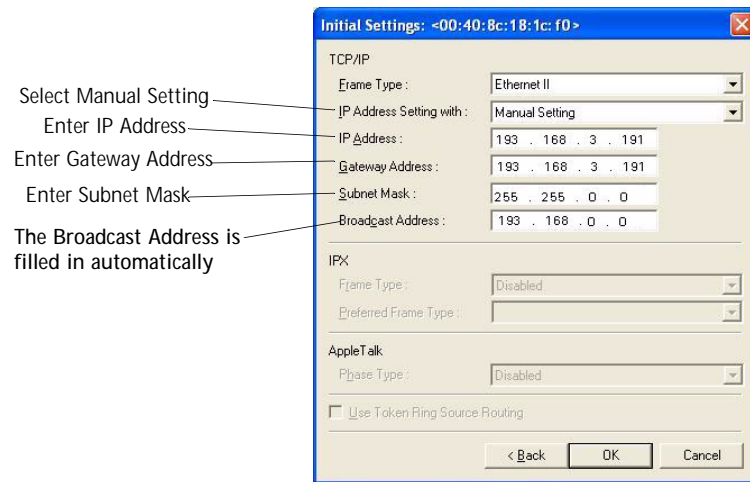 Initial Settings: <00:40:8c:18:1c:f0>
TCP/IP
Frame Type : Ethernet II
Select Manual Setting
IP Address Setting with : Manual Setting
Enter IP Address
IP Address : 193 . 168 . 3 . 191
Enter Gateway Address
Gateway Address : 193 . 168 . 3 . 191
Enter Subnet Mask
Subnet Mask : 255 . 255 . 0 . 0
Broadcast Address : 193 . 168 . 0 . 0
The Broadcast Address is
filled in automatically
IPX
Frame Type : Disabled
Preferred Frame Type :
AppleTalk
Phase Type : Disabled
Use Token Ring Source Routing
< Back OK Cancel